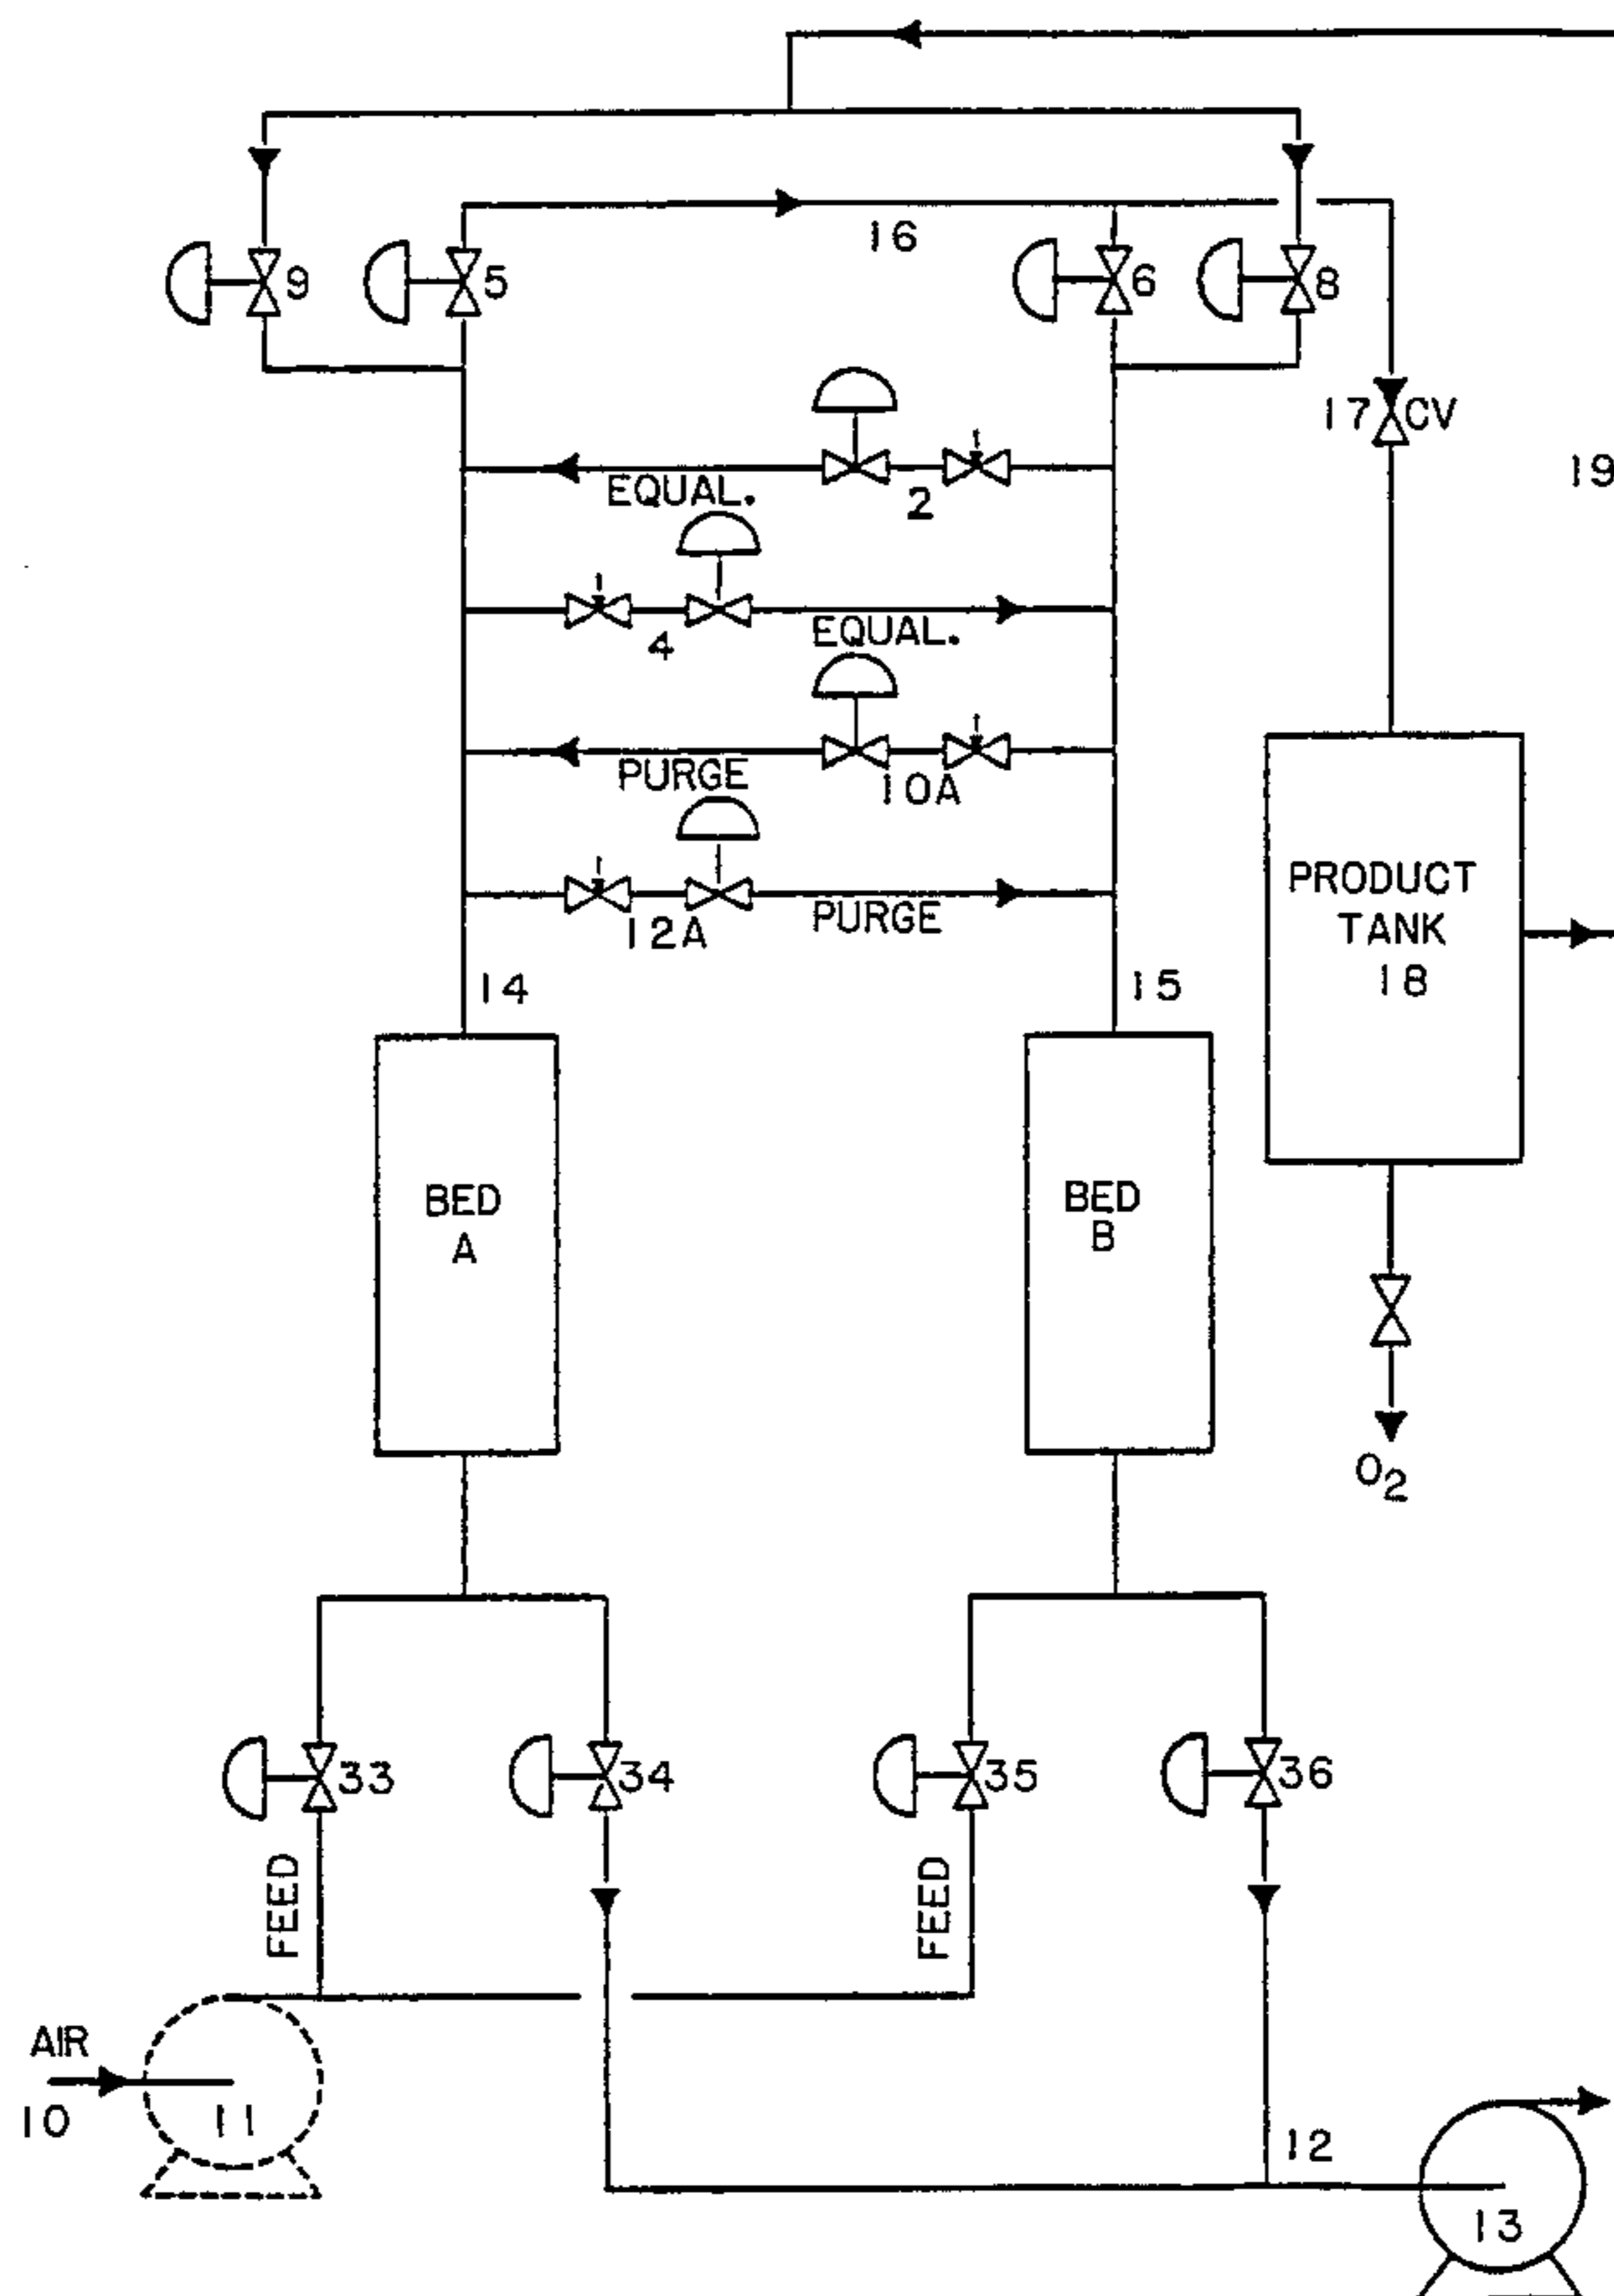 16
9
5
6
8
17 CV
19
EQUAL.
2
4
EQUAL.
PURGE
10A
12A
PURGE
PRODUCT
TANK
18
14
15
BED
A
BED
B
O2
33
34
35
36
FEED
FEED
AIR
10
11
12
13